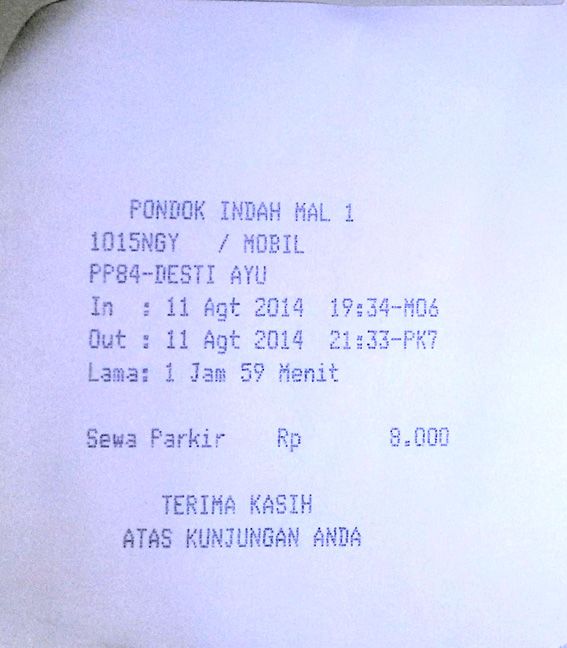 PONDOK INDAH MAL 1
1015NGY / MOBIL
PP84-DESTI AYU
In : 11 Agt 2014 19:34-M06
Out : 11 Agt 2014 21:33-PK7
Lama: 1 Jam 59 Menit
Sewa Parkir Rp 8.000
TERIMA KASIH
ATAS KUNJUNGAN ANDA